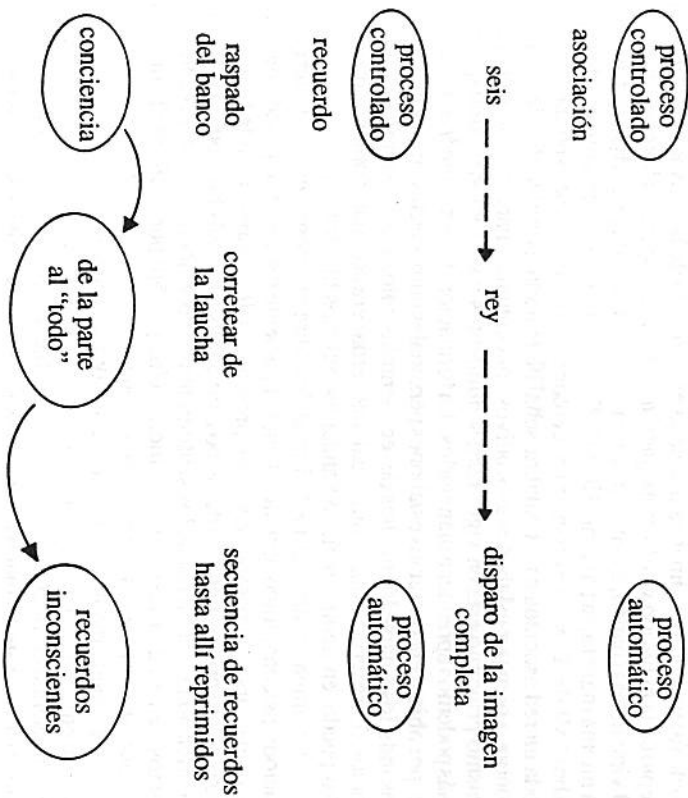 proceso
controlado
proceso
automático
asociación
seis
rey
disparo de la imagen
completa
proceso
controlado
proceso
automático
recuerdo
raspado
del banco
corretear de
la laucha
secuencia de recuerdos
hasta allí reprimidos
conciencia
de la parte
al “todo”
recuerdos
inconscientes